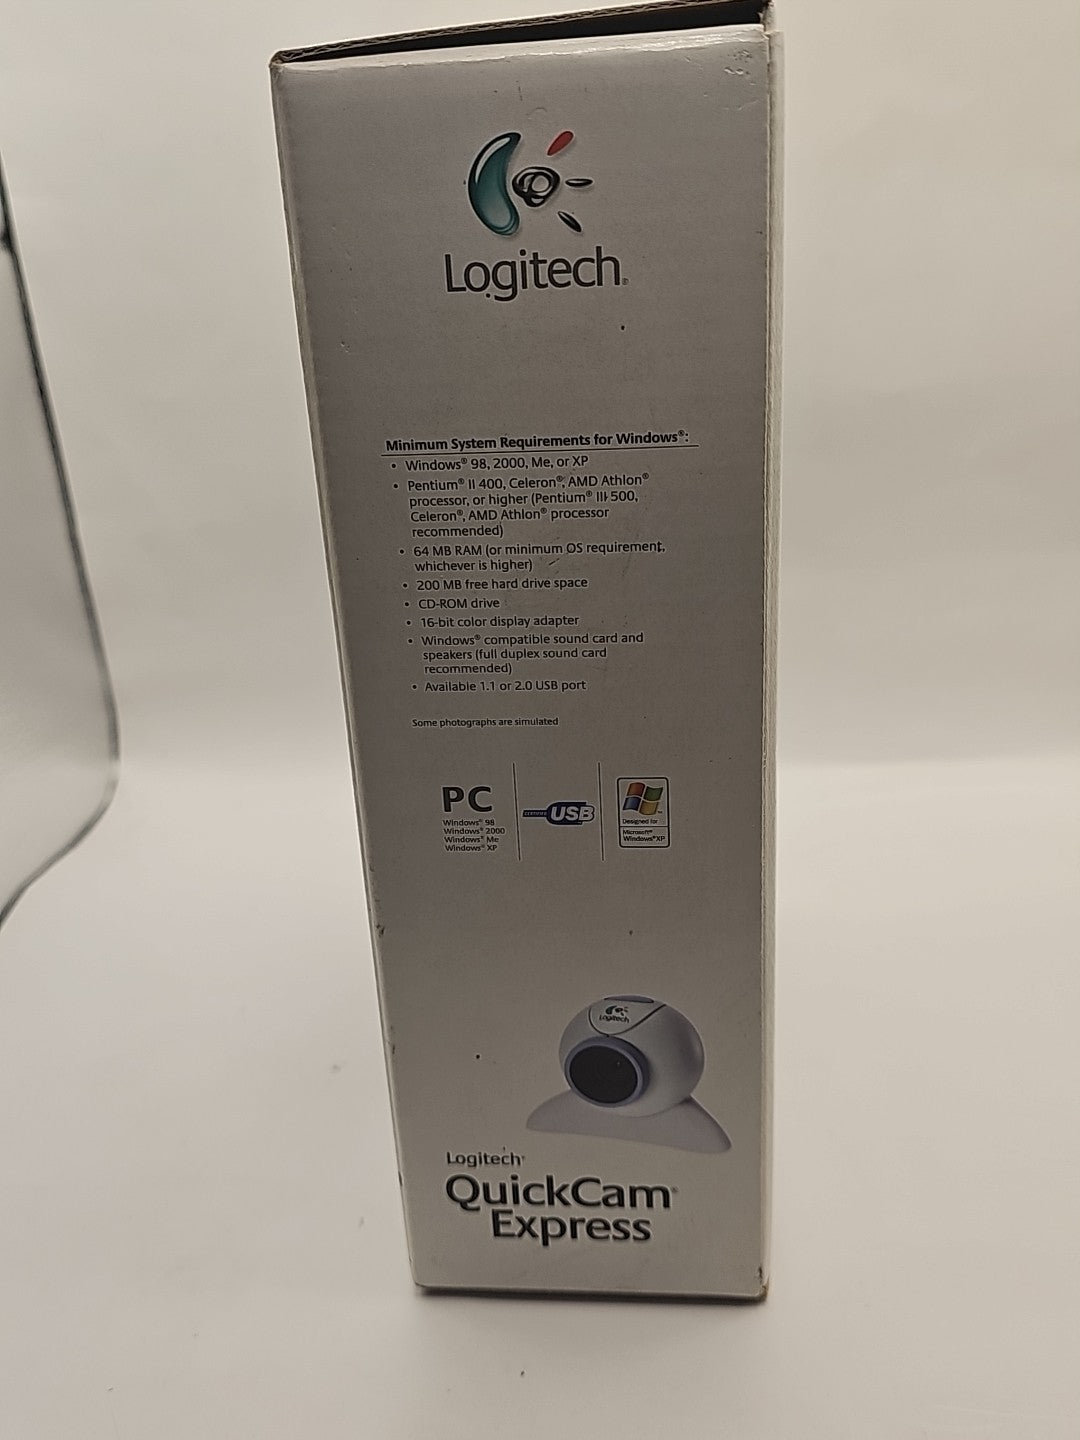 Logitech®
Minimum System Requirements for Windows®:
• Windows® 98, 2000, Me, or XP
• Pentium® II 400, Celeron®, AMD Athlon®
processor, or higher (Pentium® III 500,
Celeron®, AMD Athlon® processor
recommended)
• 64 MB RAM (or minimum OS requirement,
whichever is higher)
• 200 MB free hard drive space
• CD-ROM drive
• 16-bit color display adapter
• Windows® compatible sound card and
speakers (full duplex sound card
recommended)
• Available 1.1 or 2.0 USB port
Some photographs are simulated
PC
Windows® 98
Windows® 2000
Windows® Me
Windows® XP
CERTIFIED USB
Designed for
Microsoft®
Windows® XP
Logitech
Logitech®
QuickCam®
Express